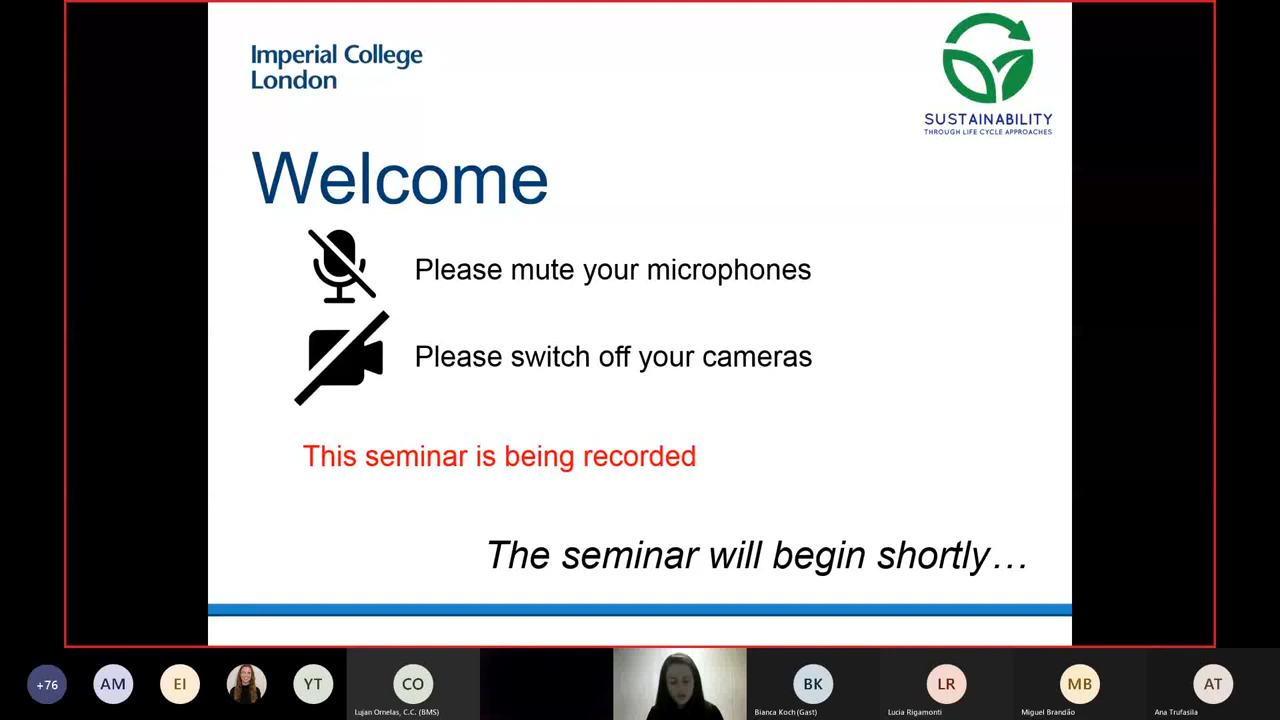 Imperial College
London
SUSTAINABILITY
THROUGH LIFE CYCLE APPROACHES
Welcome
Please mute your microphones
Please switch off your cameras
This seminar is being recorded
The seminar will begin shortly…
+76
AM
EI
YT
CO
BK
LR
MB
AT
Lujan Ornelas, C.C. (BMS)
Bianca Koch (Gast)
Lucia Rigamonti
Miguel Brandão
Ana Trufasila